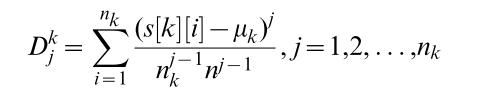 $D_j^k = \sum_{i=1}^{n_k} \frac{(s[k][i] - \mu_k)^j}{n_k^{j-1} n^{j-1}}, j = 1,2, \ldots, n_k$